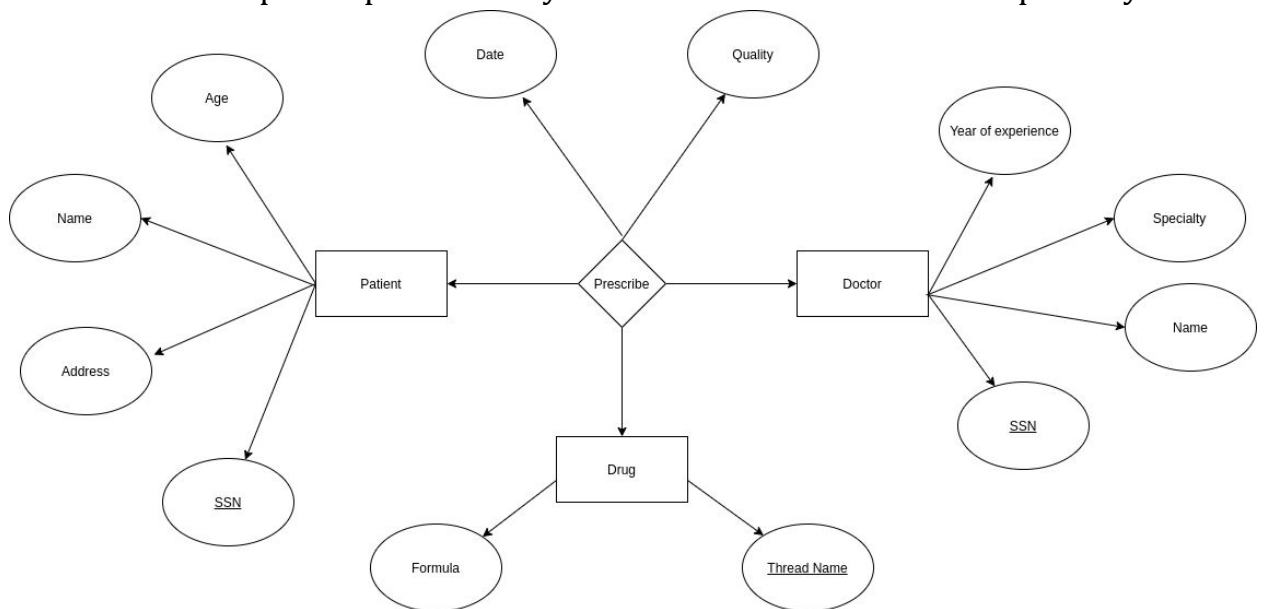 Date
Quality
Age
Year of experience
Name
Specialty
Patient
Prescribe
Doctor
Name
Address
SSN
Drug
SSN
Formula
Thread Name